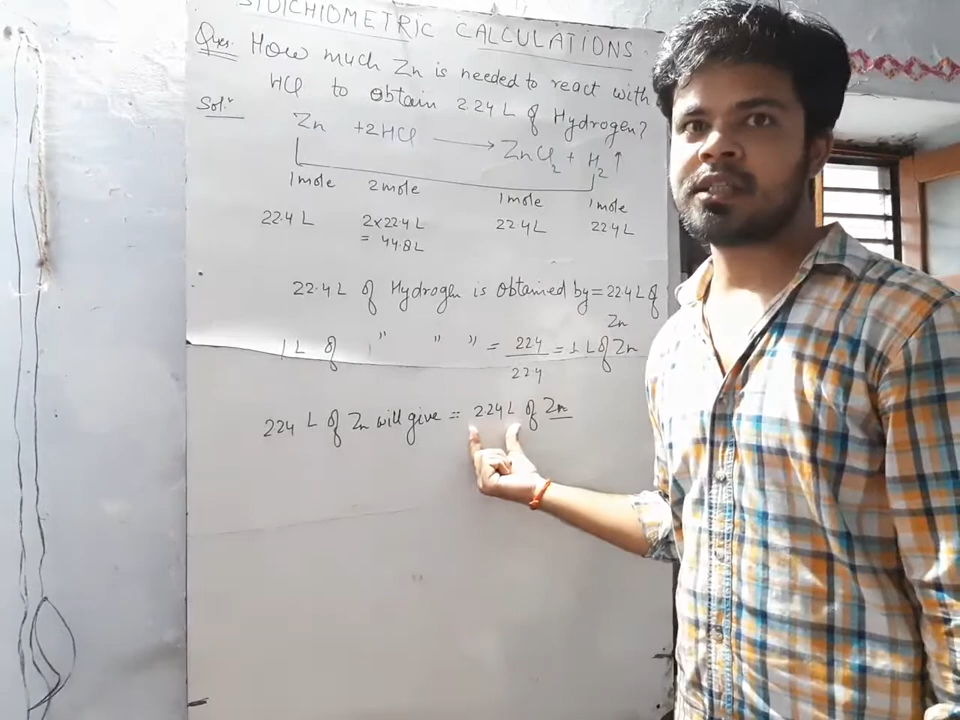 STOICHIOMETRIC CALCULATIONS
Ques. How much Zn is needed to react with
HCl to obtain 224 L of Hydrogen?
Sol.ⁿ Zn + 2HCl → ZnCl₂ + H₂↑
1 mole 2 mole 1 mole 1 mole
22.4 L 2×22.4 L 22.4 L 22.4 L
= 44.8 L
22.4 L of Hydrogen is Obtained by = 22.4 L of
Zn
1 L of " " " = 22.4 / 22.4 = 1 L of Zn
224 L of Zn will give = 224 L of Zn